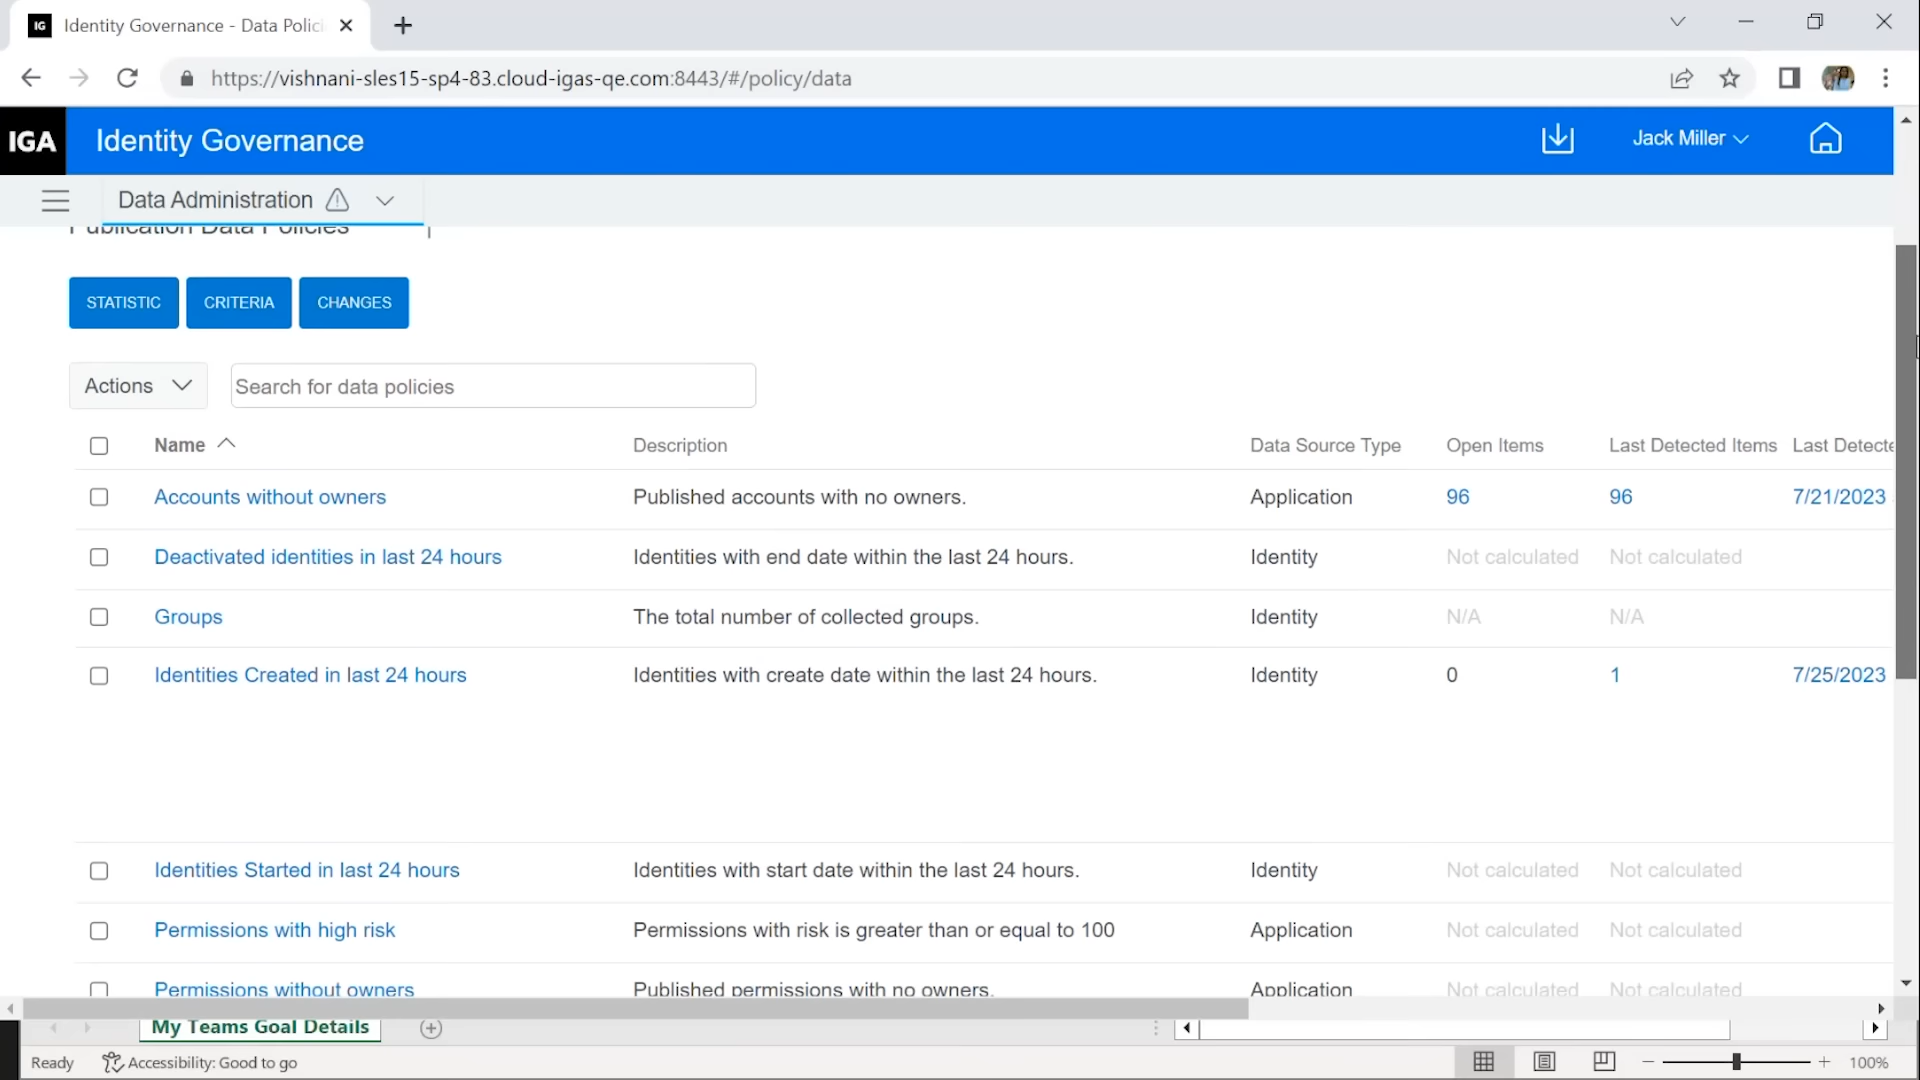 IG Identity Governance - Data Polici
https://vishnani-sles15-sp4-83.cloud-igas-qe.com:8443/#/policy/data
IGA Identity Governance Jack Miller
Data Administration
Publication Data Policies
STATISTIC CRITERIA CHANGES
Actions Search for data policies
Name Description Data Source Type Open Items Last Detected Items Last Detecte
Accounts without owners Published accounts with no owners. Application 96 96 7/21/2023
Deactivated identities in last 24 hours Identities with end date within the last 24 hours. Identity Not calculated Not calculated
Groups The total number of collected groups. Identity N/A N/A
Identities Created in last 24 hours Identities with create date within the last 24 hours. Identity 0 1 7/25/2023
Identities Started in last 24 hours Identities with start date within the last 24 hours. Identity Not calculated Not calculated
Permissions with high risk Permissions with risk is greater than or equal to 100 Application Not calculated Not calculated
Permissions without owners Published permissions with no owners. Application Not calculated Not calculated
My Teams Goal Details
Ready Accessibility: Good to go 100%